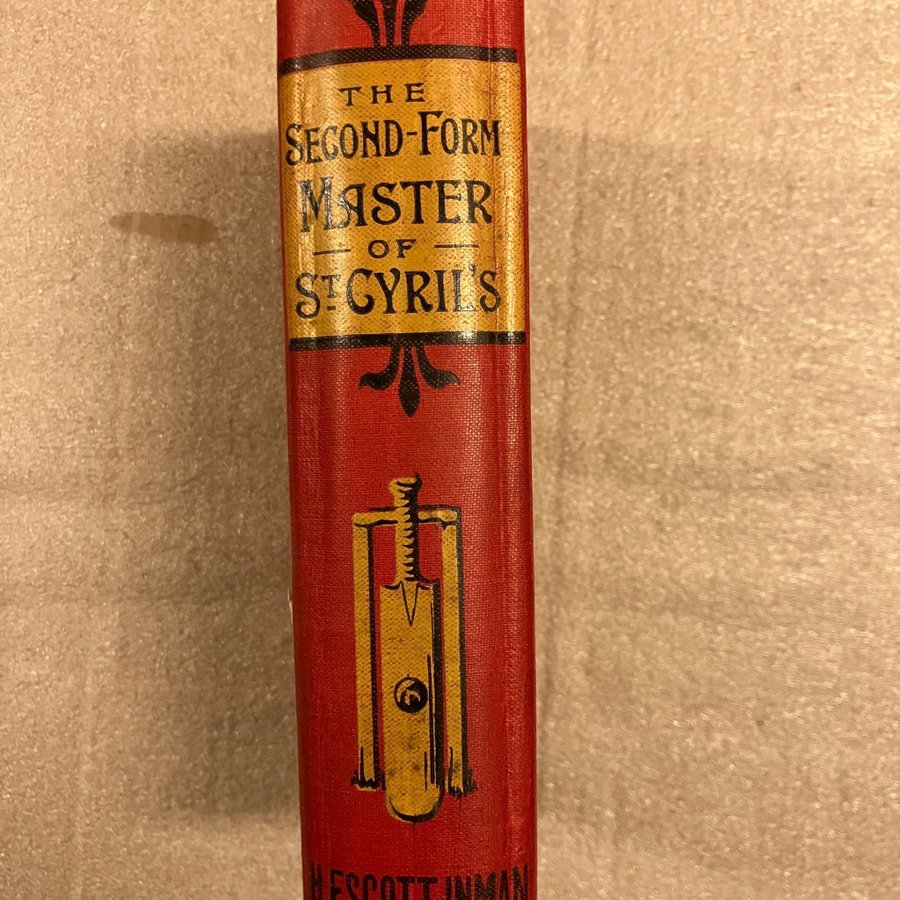 THE
SECOND-FORM
MASTER
— OF —
ST CYRIL'S
H. ESCOTT INMAN